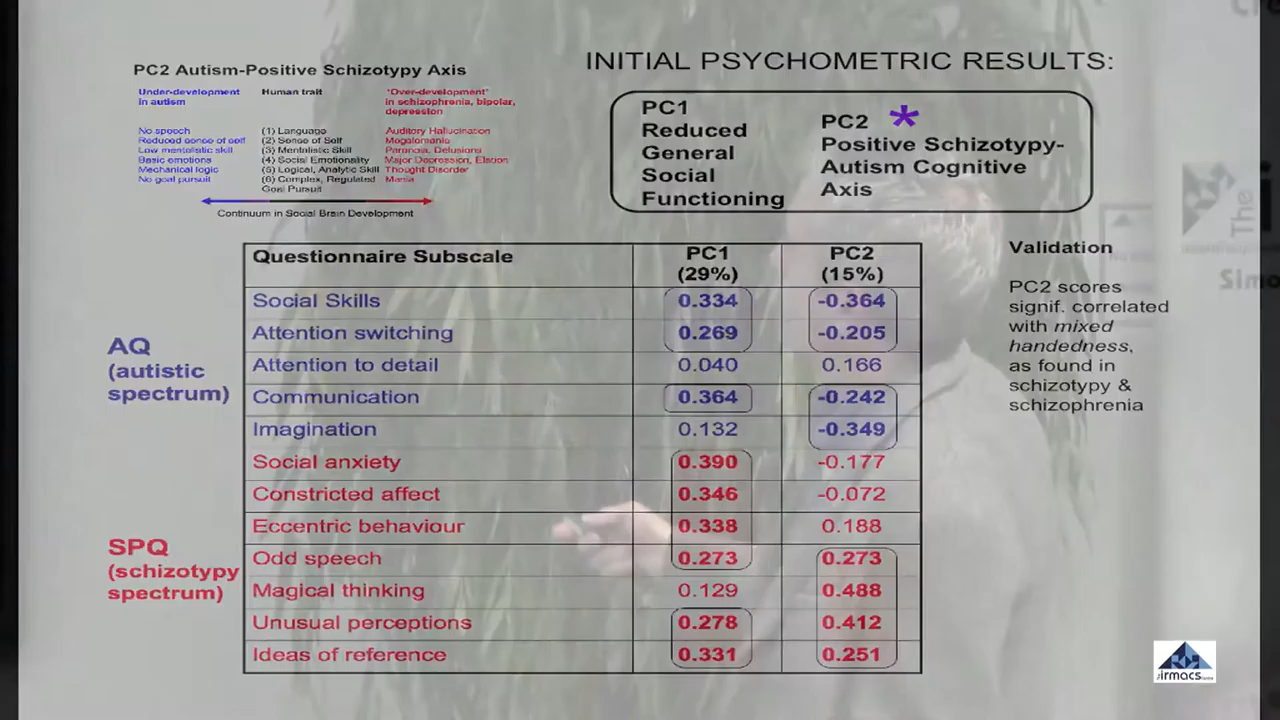 PC2 Autism-Positive Schizotypy Axis
Under-development in autism
Human trait
'Over-development' in schizophrenia, bipolar, depression
No speech (1) Language Auditory Hallucination
Reduced sense of self (2) Sense of Self Megalomania
Low mentalistic skill (3) Mentalistic Skill Paranoia, Delusions
Basic emotions (4) Social Emotionality Major Depression, Elation
Mechanical logic (5) Logical, Analytic Skill Thought Disorder
No goal pursuit (6) Complex, Regulated Mania
Goal Pursuit
Continuum in Social Brain Development
INITIAL PSYCHOMETRIC RESULTS:
PC1
Reduced
General
Social
Functioning
PC2 *
Positive Schizotypy-
Autism Cognitive
Axis
Questionnaire Subscale PC1 (29%) PC2 (15%)
AQ
(autistic
spectrum)
Social Skills 0.334 -0.364
Attention switching 0.269 -0.205
Attention to detail 0.040 0.166
Communication 0.364 -0.242
Imagination 0.132 -0.349
SPQ
(schizotypy
spectrum)
Social anxiety 0.390 -0.177
Constricted affect 0.346 -0.072
Eccentric behaviour 0.338 0.188
Odd speech 0.273 0.273
Magical thinking 0.129 0.488
Unusual perceptions 0.278 0.412
Ideas of reference 0.331 0.251
Validation
PC2 scores
signif. correlated
with mixed
handedness,
as found in
schizotypy &
schizophrenia
The
Simo
irmacs